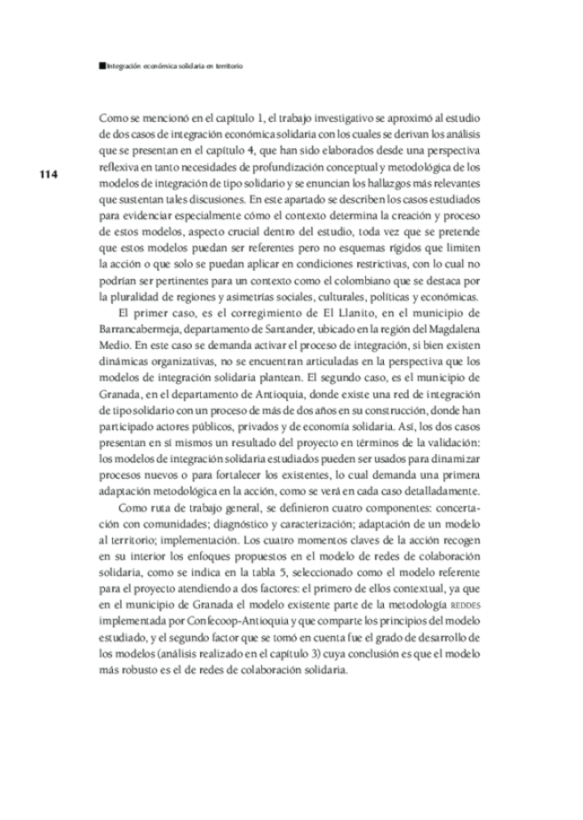 Integración económica solidaria en territorio
Como se mencionó en el capítulo 1, el trabajo investigativo se aproximó al estudio
de dos casos de integración económica solidaria con los cuales se derivan los análisis
que se presentan en el capítulo 4, que han sido elaborados desde una perspectiva
reflexiva en tanto necesidades de profundización conceptual y metodológica de los
114
modelos de integración de tipo solidario y se enuncian los hallazgos más relevantes
que sustentan tales discusiones. En este apartado se describen los casos estudiados
para evidenciar especialmente cómo el contexto determina la creación y proceso
de estos modelos, aspecto crucial dentro del estudio, toda vez que se pretende
que estos modelos puedan ser referentes pero no esquemas rígidos que limiten
la acción o que solo se puedan aplicar en condiciones restrictivas, con lo cual no
podrían ser pertinentes para un contexto como el colombiano que se destaca por
la pluralidad de regiones y asimetrías sociales, culturales, políticas y económicas.
El primer caso, es el corregimiento de El Llanito, en el municipio de
Barrancabermeja, departamento de Santander, ubicado en la región del Magdalena
Medio. En este caso se demanda activar el proceso de integración, si bien existen
dinámicas organizativas, no se encuentran articuladas en la perspectiva que los
modelos de integración solidaria plantean. El segundo caso, es el municipio de
Granada, en el departamento de Antioquia, donde existe una red de integración
de tipo solidario con un proceso de más de dos años en su construcción, donde han
participado actores públicos, privados y de economía solidaria. Así, los dos casos
presentan en sí mismos un resultado del proyecto en términos de la validación:
los modelos de integración solidaria estudiados pueden ser usados para dinamizar
procesos nuevos o para fortalecer los existentes, lo cual demanda una primera
adaptación metodológica en la acción, como se verá en cada caso detalladamente.
Como ruta de trabajo general, se definieron cuatro componentes: concerta-
ción con comunidades; diagnóstico y caracterización; adaptación de un modelo
al territorio; implementación. Los cuatro momentos claves de la acción recogen
en su interior los enfoques propuestos en el modelo de redes de colaboración
solidaria, como se indica en la tabla 5, seleccionado como el modelo referente
para el proyecto atendiendo a dos factores: el primero de ellos contextual, ya que
en el municipio de Granada el modelo existente parte de la metodología REDDES
implementada por Confecoop-Antioquia y que comparte los principios del modelo
estudiado, y el segundo factor que se tomó en cuenta fue el grado de desarrollo de
los modelos (análisis realizado en el capítulo 3) cuya conclusión es que el modelo
más robusto es el de redes de colaboración solidaria.